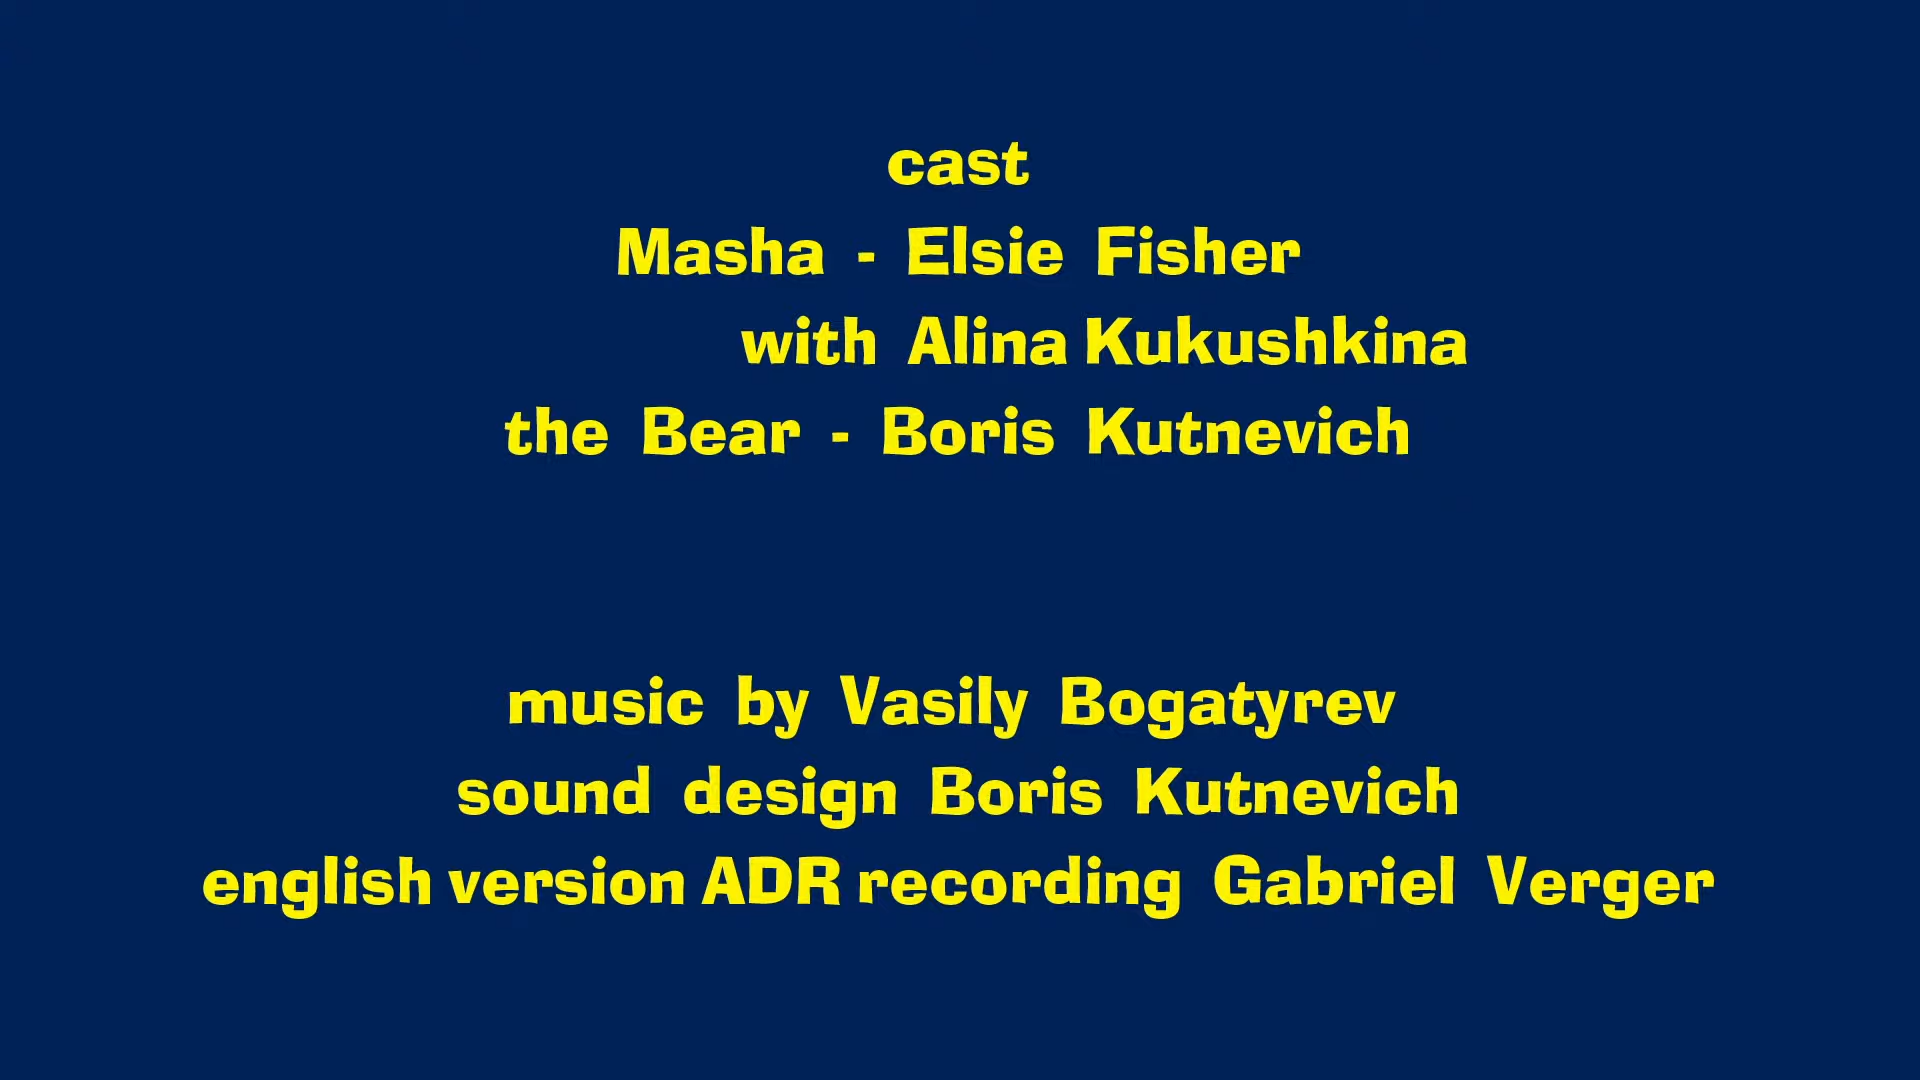 cast
Masha - Elsie Fisher
with Alina Kukushkina
the Bear - Boris Kutnevich
music by Vasily Bogatyrev
sound design Boris Kutnevich
english version ADR recording Gabriel Verger